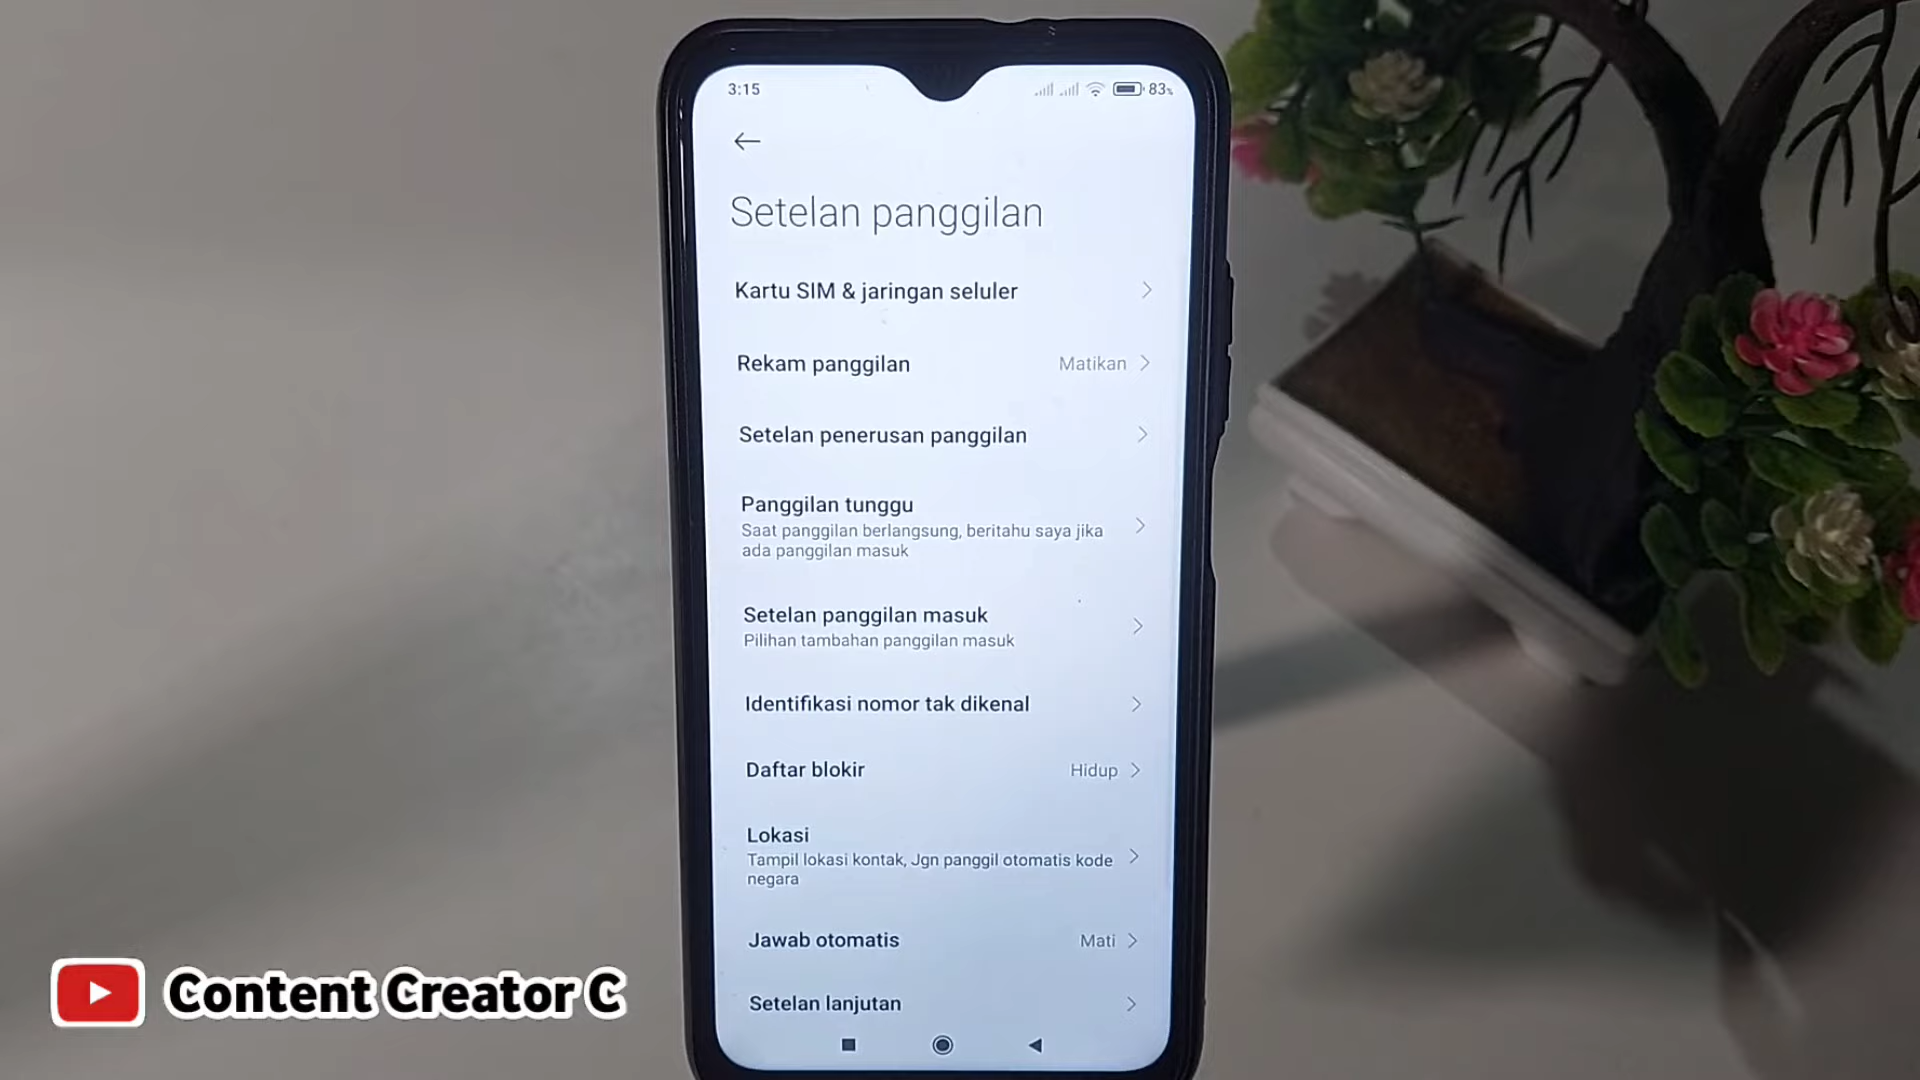 3:15
83%
Setelan panggilan
Kartu SIM & jaringan seluler
Rekam panggilan Matikan
Setelan penerusan panggilan
Panggilan tunggu
Saat panggilan berlangsung, beritahu saya jika
ada panggilan masuk
Setelan panggilan masuk
Pilihan tambahan panggilan masuk
Identifikasi nomor tak dikenal
Daftar blokir Hidup
Lokasi
Tampil lokasi kontak, Jgn panggil otomatis kode
negara
Jawab otomatis Mati
Setelan lanjutan
Content Creator C